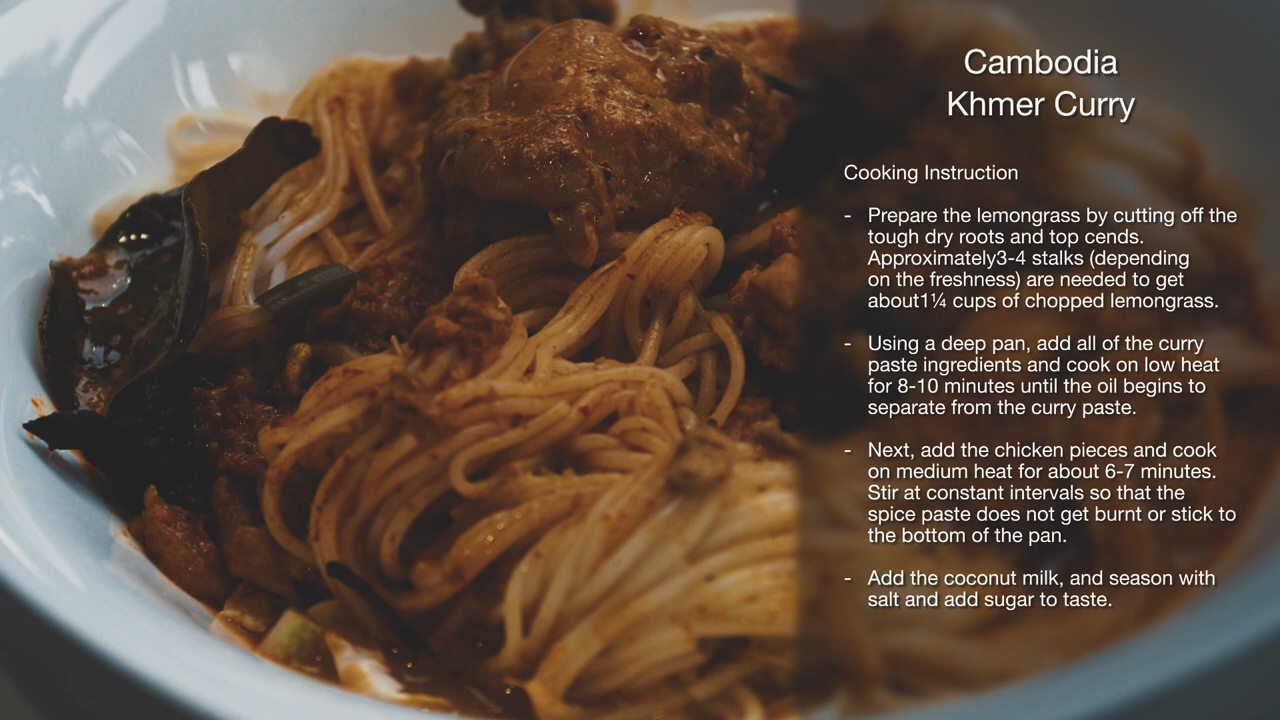 Cambodia
Khmer Curry
Cooking Instruction
- Prepare the lemongrass by cutting off the
tough dry roots and top cends.
Approximately3-4 stalks (depending
on the freshness) are needed to get
about1¼ cups of chopped lemongrass.
- Using a deep pan, add all of the curry
paste ingredients and cook on low heat
for 8-10 minutes until the oil begins to
separate from the curry paste.
- Next, add the chicken pieces and cook
on medium heat for about 6-7 minutes.
Stir at constant intervals so that the
spice paste does not get burnt or stick to
the bottom of the pan.
- Add the coconut milk, and season with
salt and add sugar to taste.